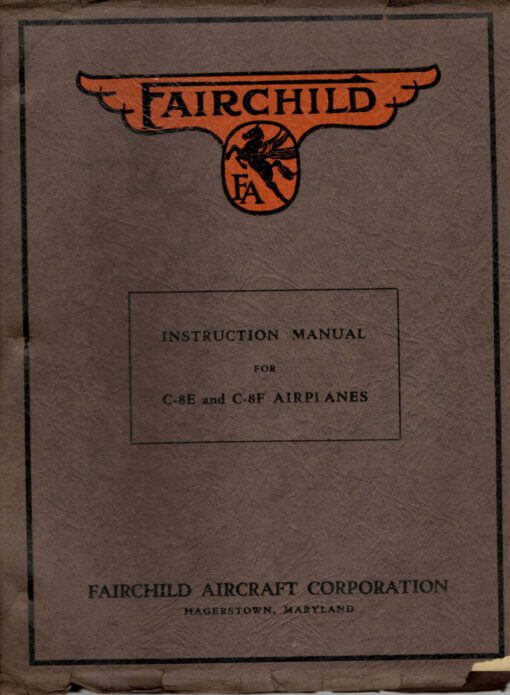 FAIRCHILD
FA
INSTRUCTION MANUAL
FOR
C-8E and C-8F AIRPLANES
FAIRCHILD AIRCRAFT CORPORATION
HAGERSTOWN, MARYLAND